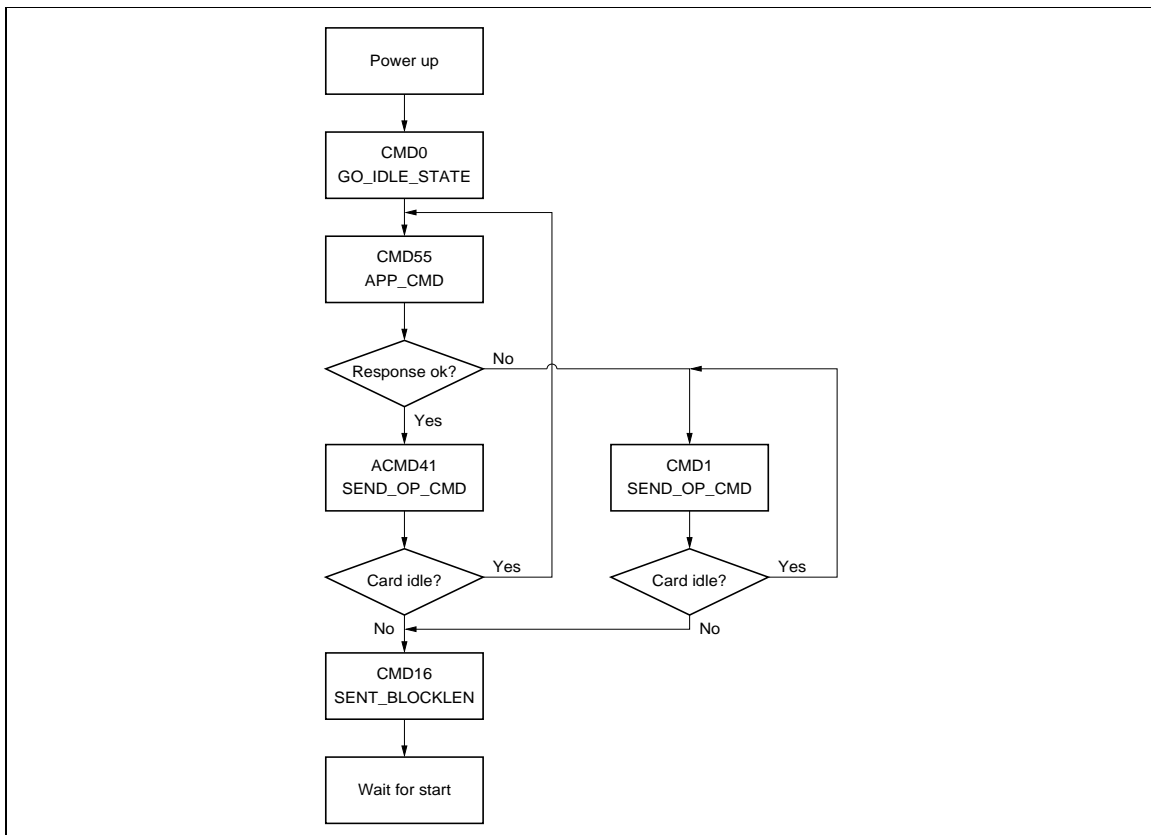 Power up
CMD0
GO_IDLE_STATE
CMD55
APP_CMD
Response ok?
No
Yes
ACMD41
SEND_OP_CMD
CMD1
SEND_OP_CMD
Card idle?
Yes
Card idle?
Yes
No
No
CMD16
SENT_BLOCKLEN
Wait for start